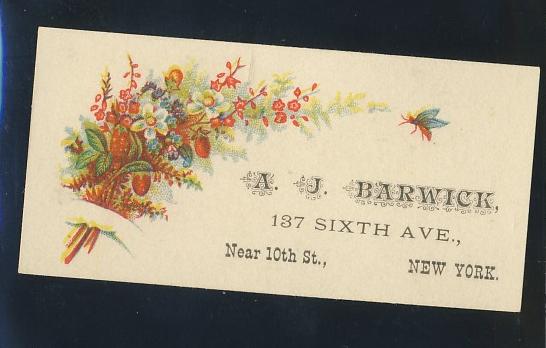 A. J. BARWICK,
137 SIXTH AVE.,
Near 10th St., NEW YORK.